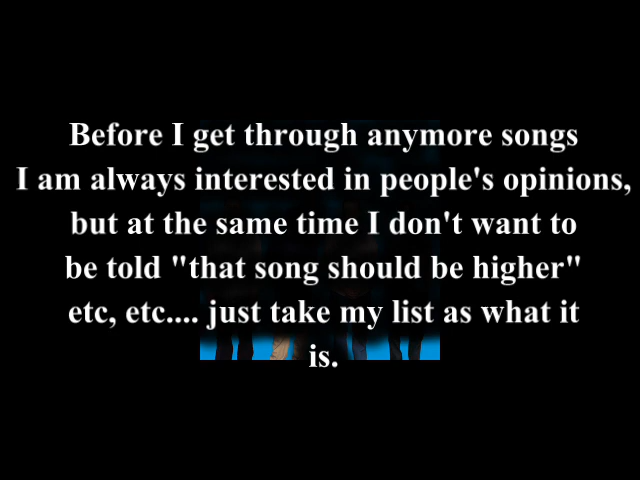 Before I get through anymore songs
I am always interested in people's opinions,
but at the same time I don't want to
be told "that song should be higher"
etc, etc.... just take my list as what it
is.